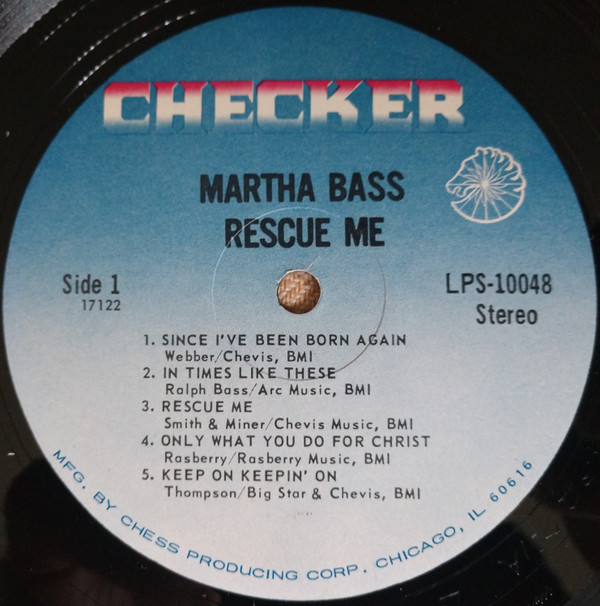 CHECKER
MARTHA BASS
RESCUE ME
Side 1
17122
LPS-10048
Stereo
1. SINCE I'VE BEEN BORN AGAIN
Webber/Chevis, BMI
2. IN TIMES LIKE THESE
Ralph Bass/Arc Music, BMI
3. RESCUE ME
Smith & Miner/Chevis Music, BMI
4. ONLY WHAT YOU DO FOR CHRIST
Rasberry/Rasberry Music, BMI
5. KEEP ON KEEPIN' ON
Thompson/Big Star & Chevis, BMI
MFG. BY CHESS PRODUCING CORP. CHICAGO, IL 60616